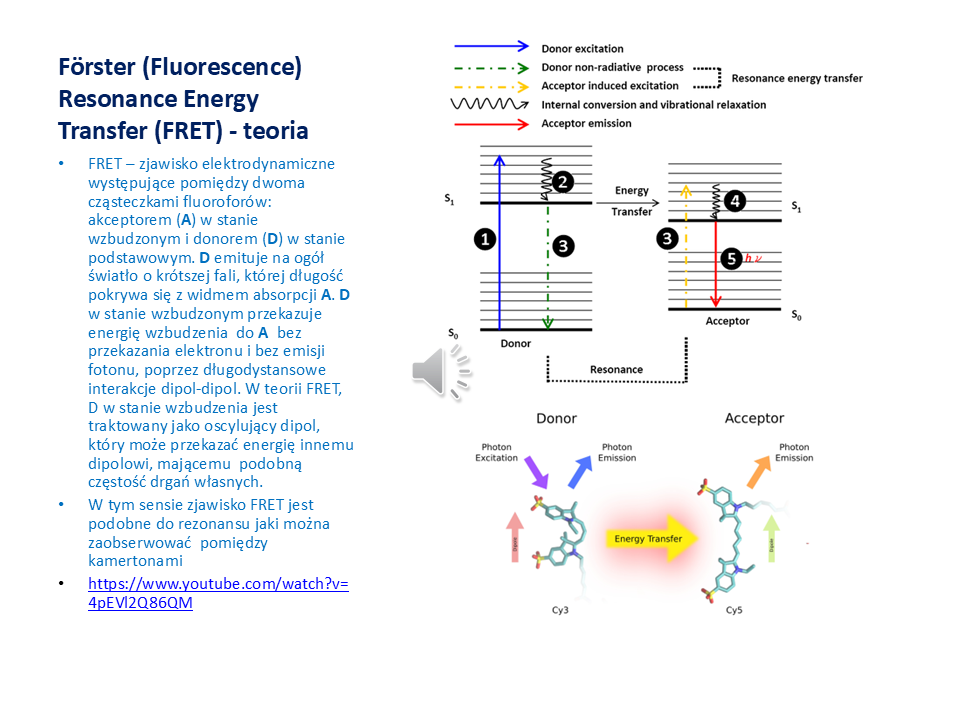 Förster (Fluorescence)
Resonance Energy
Transfer (FRET) - teoria
• FRET – zjawisko elektrodynamiczne
występujące pomiędzy dwoma
cząsteczkami fluoroforów:
akceptorem (A) w stanie
wzbudzonym i donorem (D) w stanie
podstawowym. D emituje na ogół
światło o krótszej fali, której długość
pokrywa się z widmem absorpcji A. D
w stanie wzbudzonym przekazuje
energię wzbudzenia do A bez
przekazania elektronu i bez emisji
fotonu, poprzez długodystansowe
interakcje dipol-dipol. W teorii FRET,
D w stanie wzbudzenia jest
traktowany jako oscylujący dipol,
który może przekazać energię innemu
dipolowi, mającemu podobną
częstość drgań własnych.
• W tym sensie zjawisko FRET jest
podobne do rezonansu jaki można
zaobserwować pomiędzy
kamertonami
• https://www.youtube.com/watch?v=
4pEVl2Q86QM
Donor excitation
Donor non-radiative process
Acceptor induced excitation
Resonance energy transfer
Internal conversion and vibrational relaxation
Acceptor emission
S1
2
Energy
Transfer
4
S1
1
3
3
5
h ν
S0
Donor
Acceptor
S0
Resonance
Donor
Acceptor
Photon
Excitation
Photon
Emission
Photon
Emission
Dipole
Energy Transfer
Dipole
Cy3
Cy5